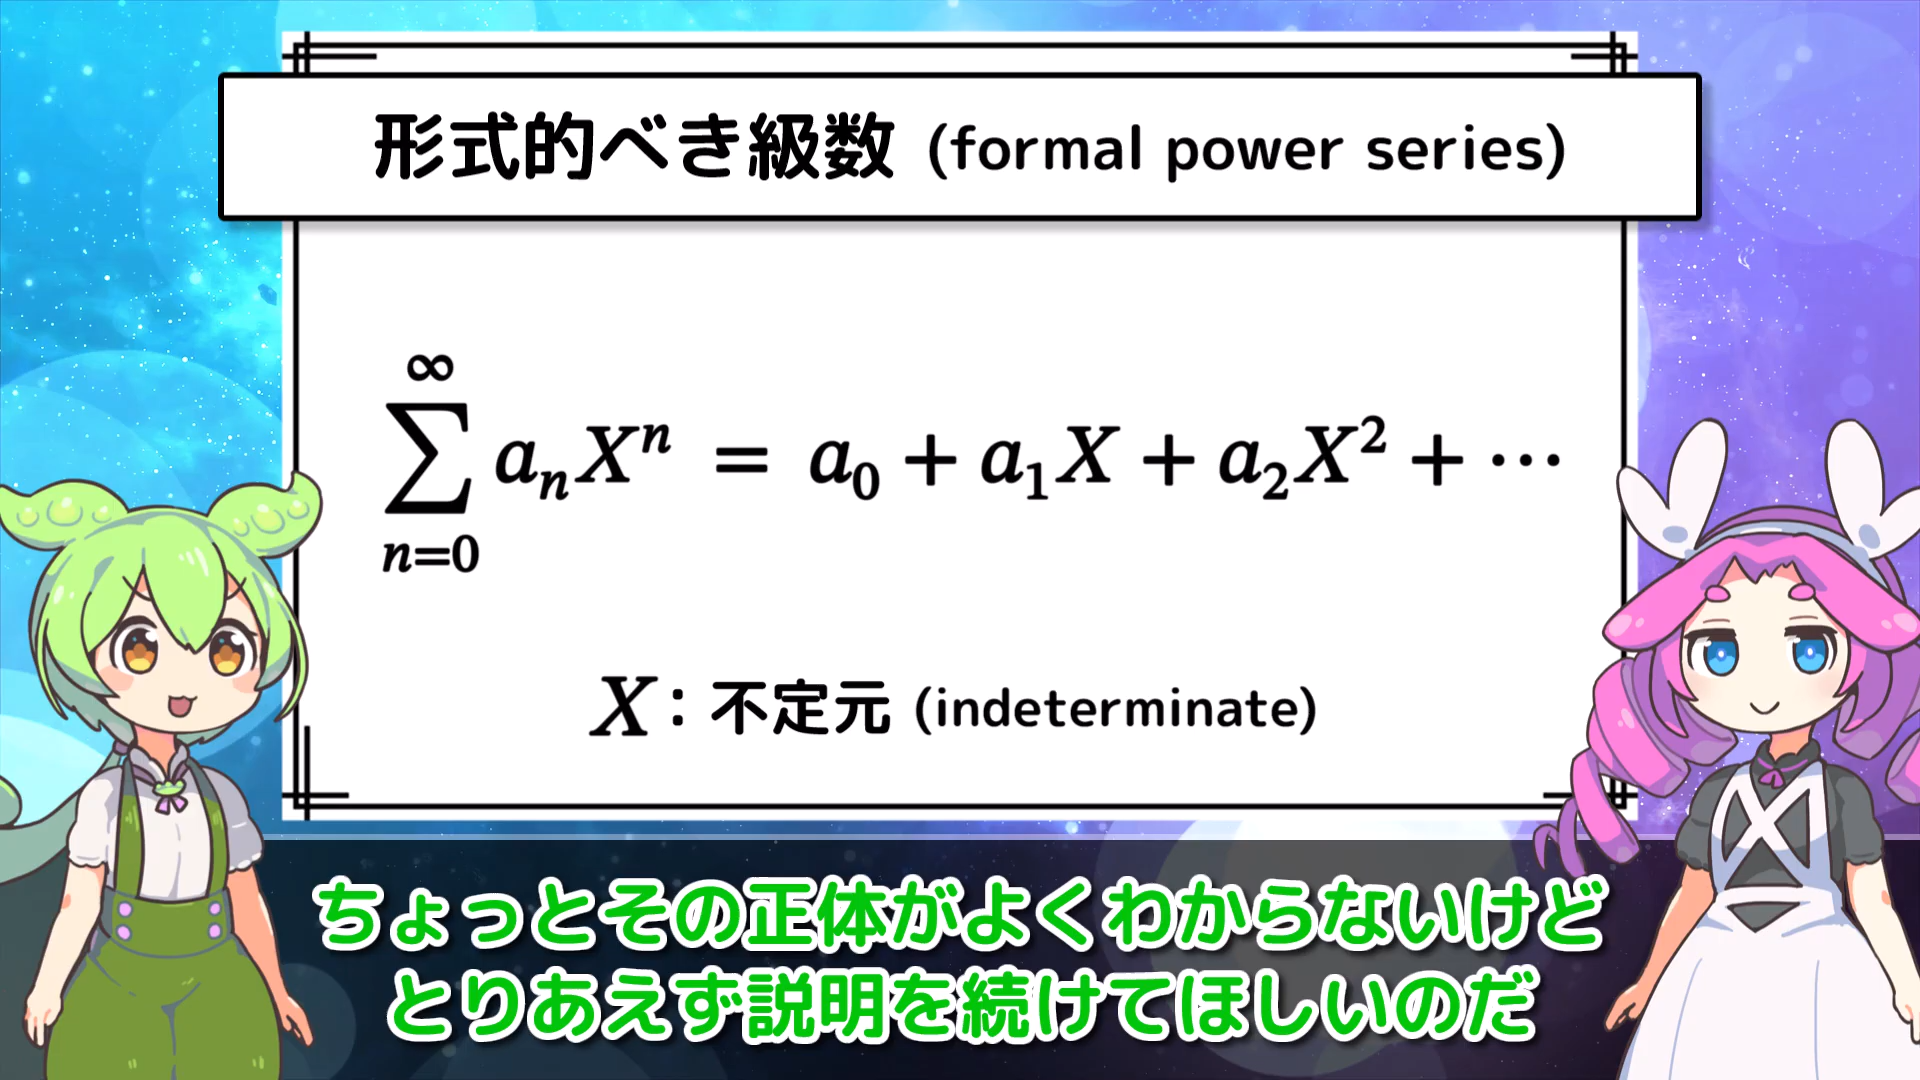 形式的べき級数 (formal power series)
∞
∑ aₙXⁿ = a₀ + a₁X + a₂X² + ⋯
n=0
X：不定元 (indeterminate)
ちょっとその正体がよくわからないけど
とりあえず説明を続けてほしいのだ